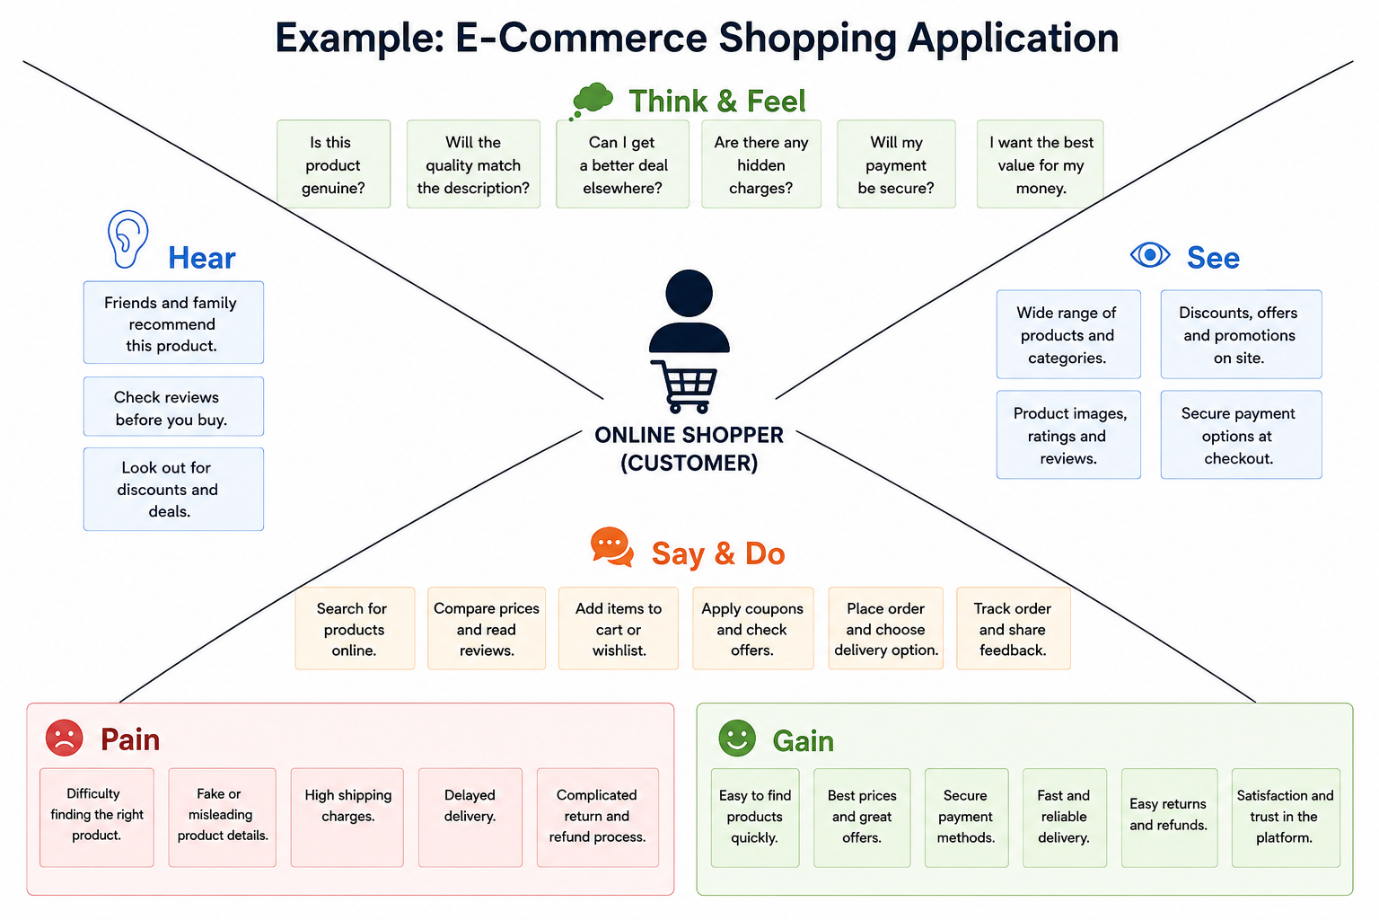 Example: E-Commerce Shopping Application
Think & Feel
Is this
product
genuine?
Will the
quality match
the description?
Can I get
a better deal
elsewhere?
Are there any
hidden
charges?
Will my
payment
be secure?
I want the best
value for my
money.
Hear
Friends and family
recommend
this product.
Check reviews
before you buy.
Look out for
discounts and
deals.
See
Wide range of
products and
categories.
Discounts, offers
and promotions
on site.
Product images,
ratings and
reviews.
Secure payment
options at
checkout.
ONLINE SHOPPER
(CUSTOMER)
Say & Do
Search for
products
online.
Compare prices
and read
reviews.
Add items to
cart or
wishlist.
Apply coupons
and check
offers.
Place order
and choose
delivery option.
Track order
and share
feedback.
Pain
Difficulty
finding the right
product.
Fake or
misleading
product details.
High shipping
charges.
Delayed
delivery.
Complicated
return and
refund process.
Gain
Easy to find
products
quickly.
Best prices
and great
offers.
Secure
payment
methods.
Fast and
reliable
delivery.
Easy returns
and refunds.
Satisfaction and
trust in the
platform.